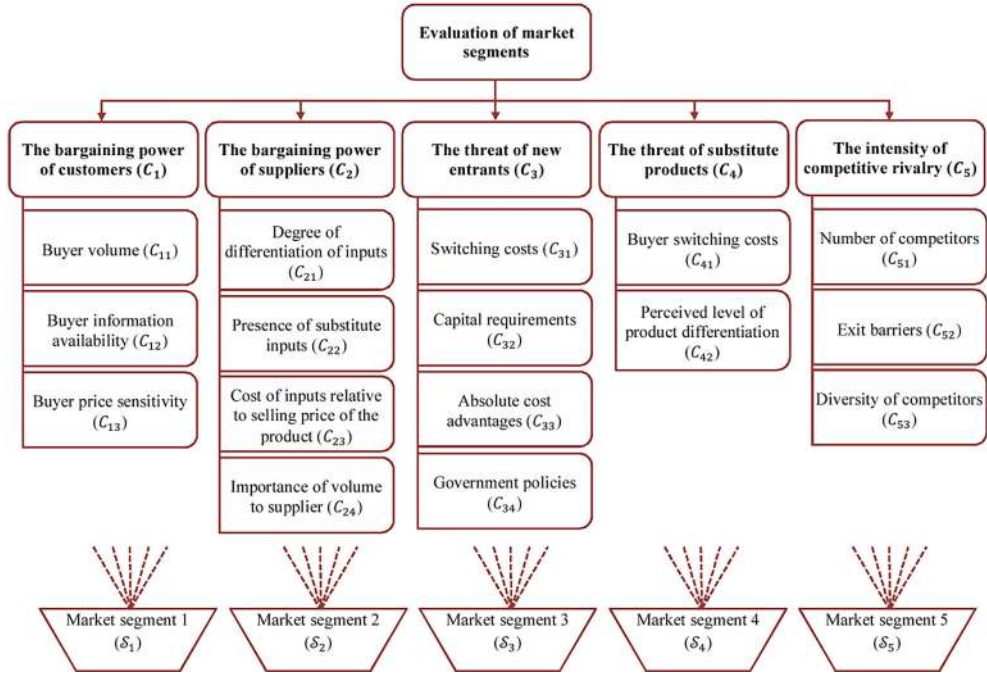 Evaluation of market
segments
The bargaining power
of customers (C₁)
Buyer volume (C₁₁)
Buyer information
availability (C₁₂)
Buyer price sensitivity
(C₁₃)
The bargaining power
of suppliers (C₂)
Degree of
differentiation of inputs
(C₂₁)
Presence of substitute
inputs (C₂₂)
Cost of inputs relative
to selling price of the
product (C₂₃)
Importance of volume
to supplier (C₂₄)
The threat of new
entrants (C₃)
Switching costs (C₃₁)
Capital requirements
(C₃₂)
Absolute cost
advantages (C₃₃)
Government policies
(C₃₄)
The threat of substitute
products (C₄)
Buyer switching costs
(C₄₁)
Perceived level of
product differentiation
(C₄₂)
The intensity of
competitive rivalry (C₅)
Number of competitors
(C₅₁)
Exit barriers (C₅₂)
Diversity of competitors
(C₅₃)
Market segment 1
(𝒮₁)
Market segment 2
(𝒮₂)
Market segment 3
(𝒮₃)
Market segment 4
(𝒮₄)
Market segment 5
(𝒮₅)